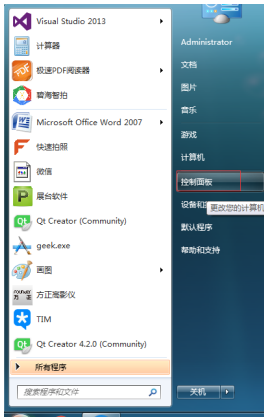 Visual Studio 2013
计算器
极速PDF阅读器
碧海智拍
Microsoft Office Word 2007
快速拍照
微信
展台软件
Qt Creator (Community)
geek.exe
画图
方正高影仪
TIM
Qt Creator 4.2.0 (Community)
所有程序
搜索程序和文件
Administrator
文档
图片
音乐
游戏
计算机
控制面板
设备和
更改您的计算机
默认程序
帮助和支持
关机